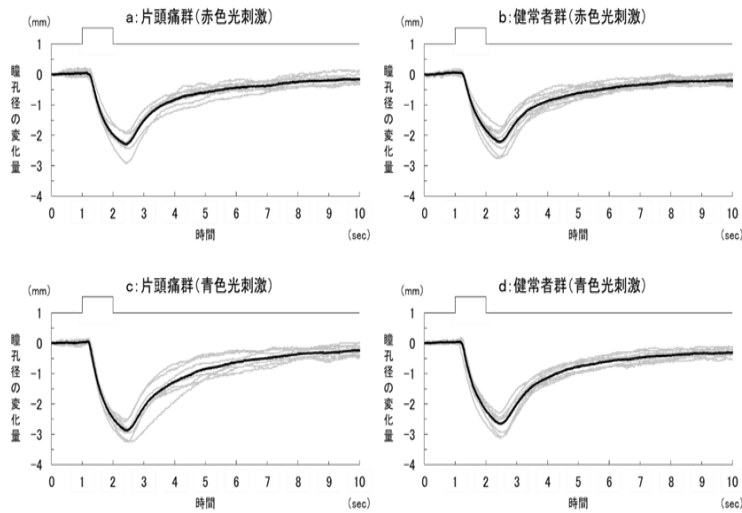 a：片頭痛群（赤色光刺激）
(mm)
1
0
-1
-2
-3
-4
瞳孔径の変化量
0 1 2 3 4 5 6 7 8 9 10
時間
(sec)
b：健常者群（赤色光刺激）
(mm)
1
0
-1
-2
-3
-4
瞳孔径の変化量
0 1 2 3 4 5 6 7 8 9 10
時間
(sec)
c：片頭痛群（青色光刺激）
(mm)
1
0
-1
-2
-3
-4
瞳孔径の変化量
0 1 2 3 4 5 6 7 8 9 10
時間
(sec)
d：健常者群（青色光刺激）
(mm)
1
0
-1
-2
-3
-4
瞳孔径の変化量
0 1 2 3 4 5 6 7 8 9 10
時間
(sec)